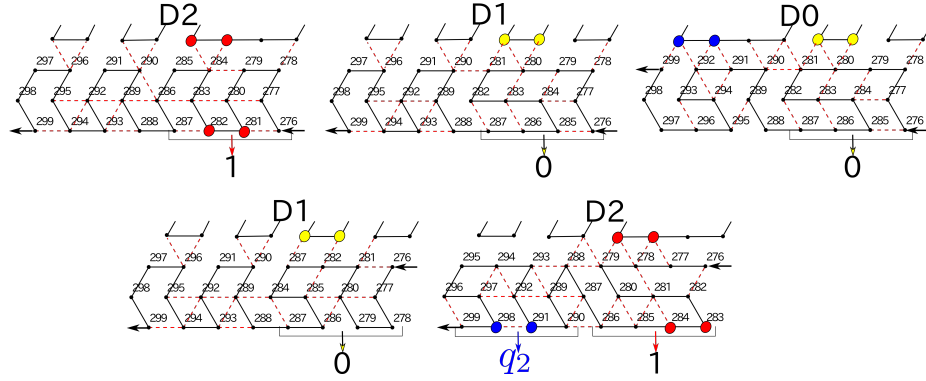 D2 D1 D0
297 296 291 290 285 284 279 278 297 296 291 290 281 280 279 278 299 292 291 290 281 280 279 278
298 295 292 289 286 283 280 277 298 295 292 289 282 283 284 277 298 293 294 289 282 283 284 277
299 294 293 288 287 282 281 276 299 294 293 288 287 286 285 276 297 296 295 288 287 286 285 276
1 0 0
D1 D2
297 296 291 290 287 282 281 276 295 294 293 288 279 278 277 276
298 295 292 289 284 285 280 277 296 297 292 289 287 280 281 282
299 294 293 288 287 286 279 278 299 298 291 290 286 285 284 283
0 q2 1